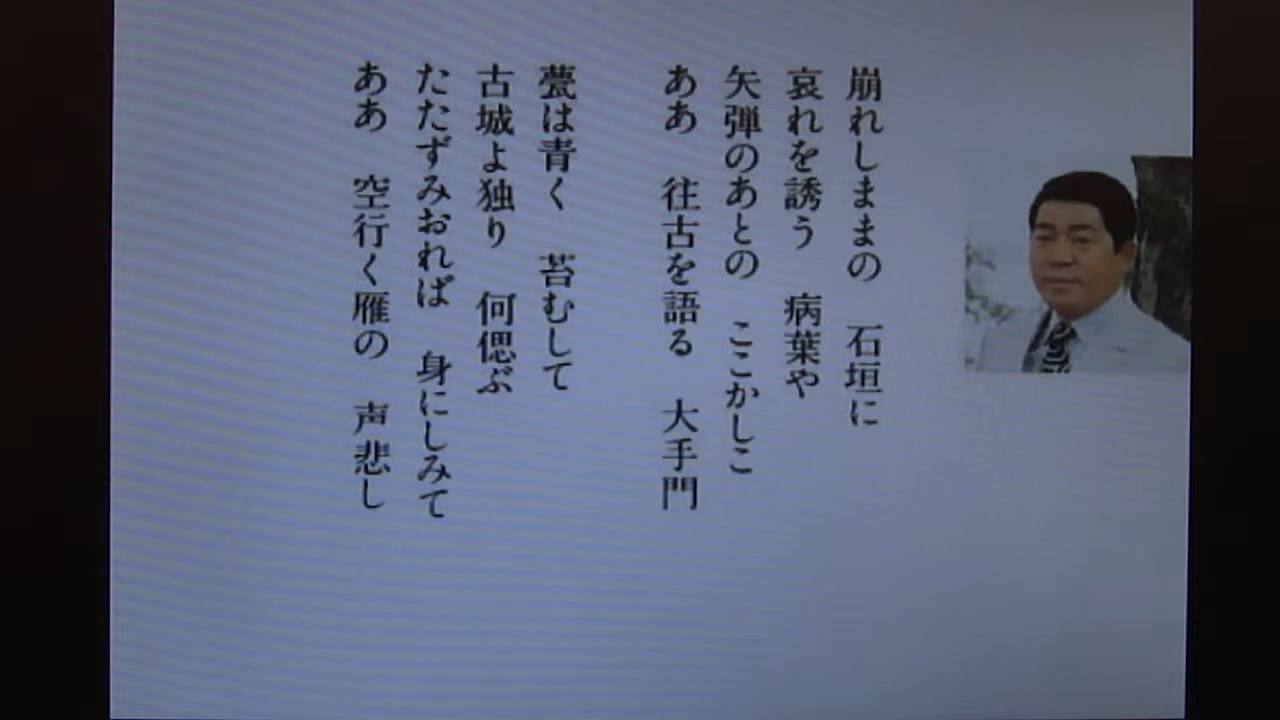 崩れしままの　石垣に
哀れを誘う　病葉や
矢弾のあとの　ここかしこ
ああ　往古を語る　大手門
甍は青く　苔むして
古城よ独り　何偲ぶ
たたずみおれば　身にしみて
ああ　空行く雁の　声悲し